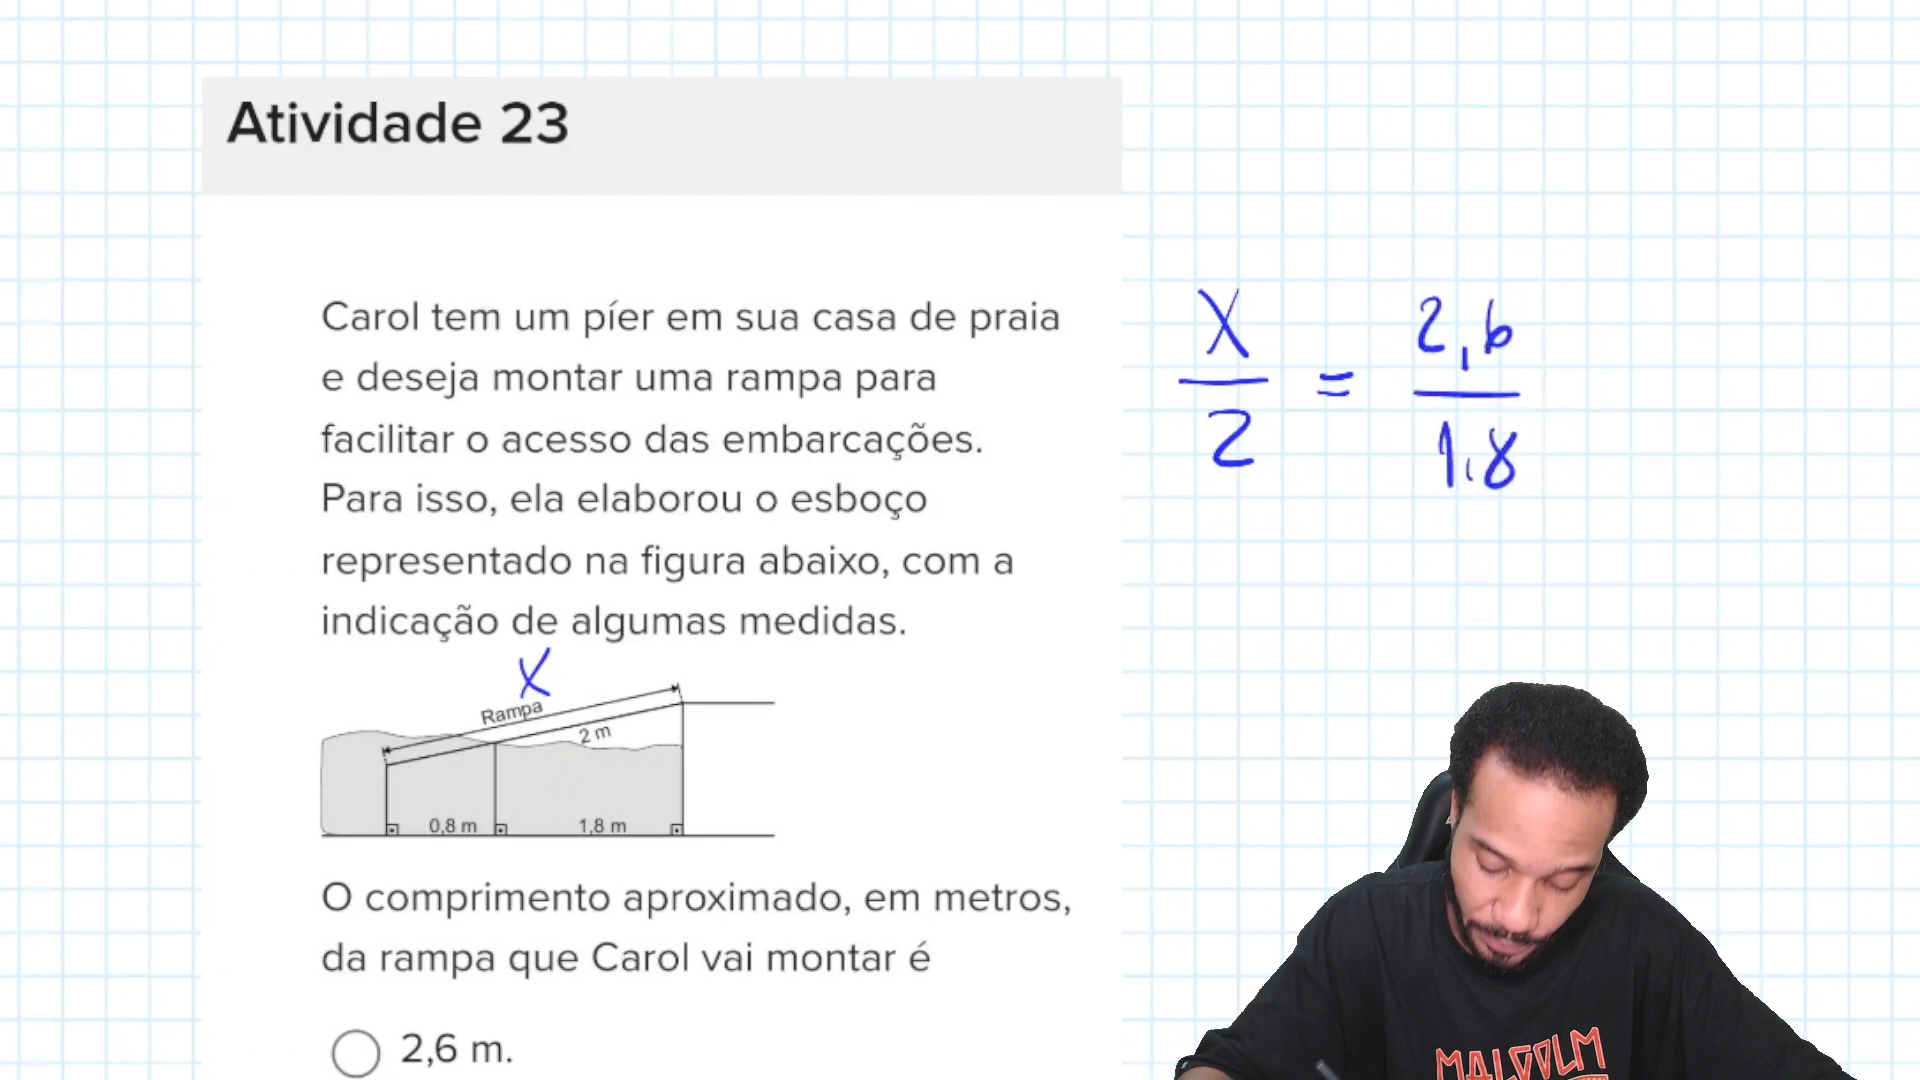 Atividade 23
Carol tem um píer em sua casa de praia
e deseja montar uma rampa para
facilitar o acesso das embarcações.
Para isso, ela elaborou o esboço
representado na figura abaixo, com a
indicação de algumas medidas.
X
Rampa
2 m
0,8 m
1,8 m
O comprimento aproximado, em metros,
da rampa que Carol vai montar é
2,6 m.
X
2
=
2,6
1,8
MALCOLM